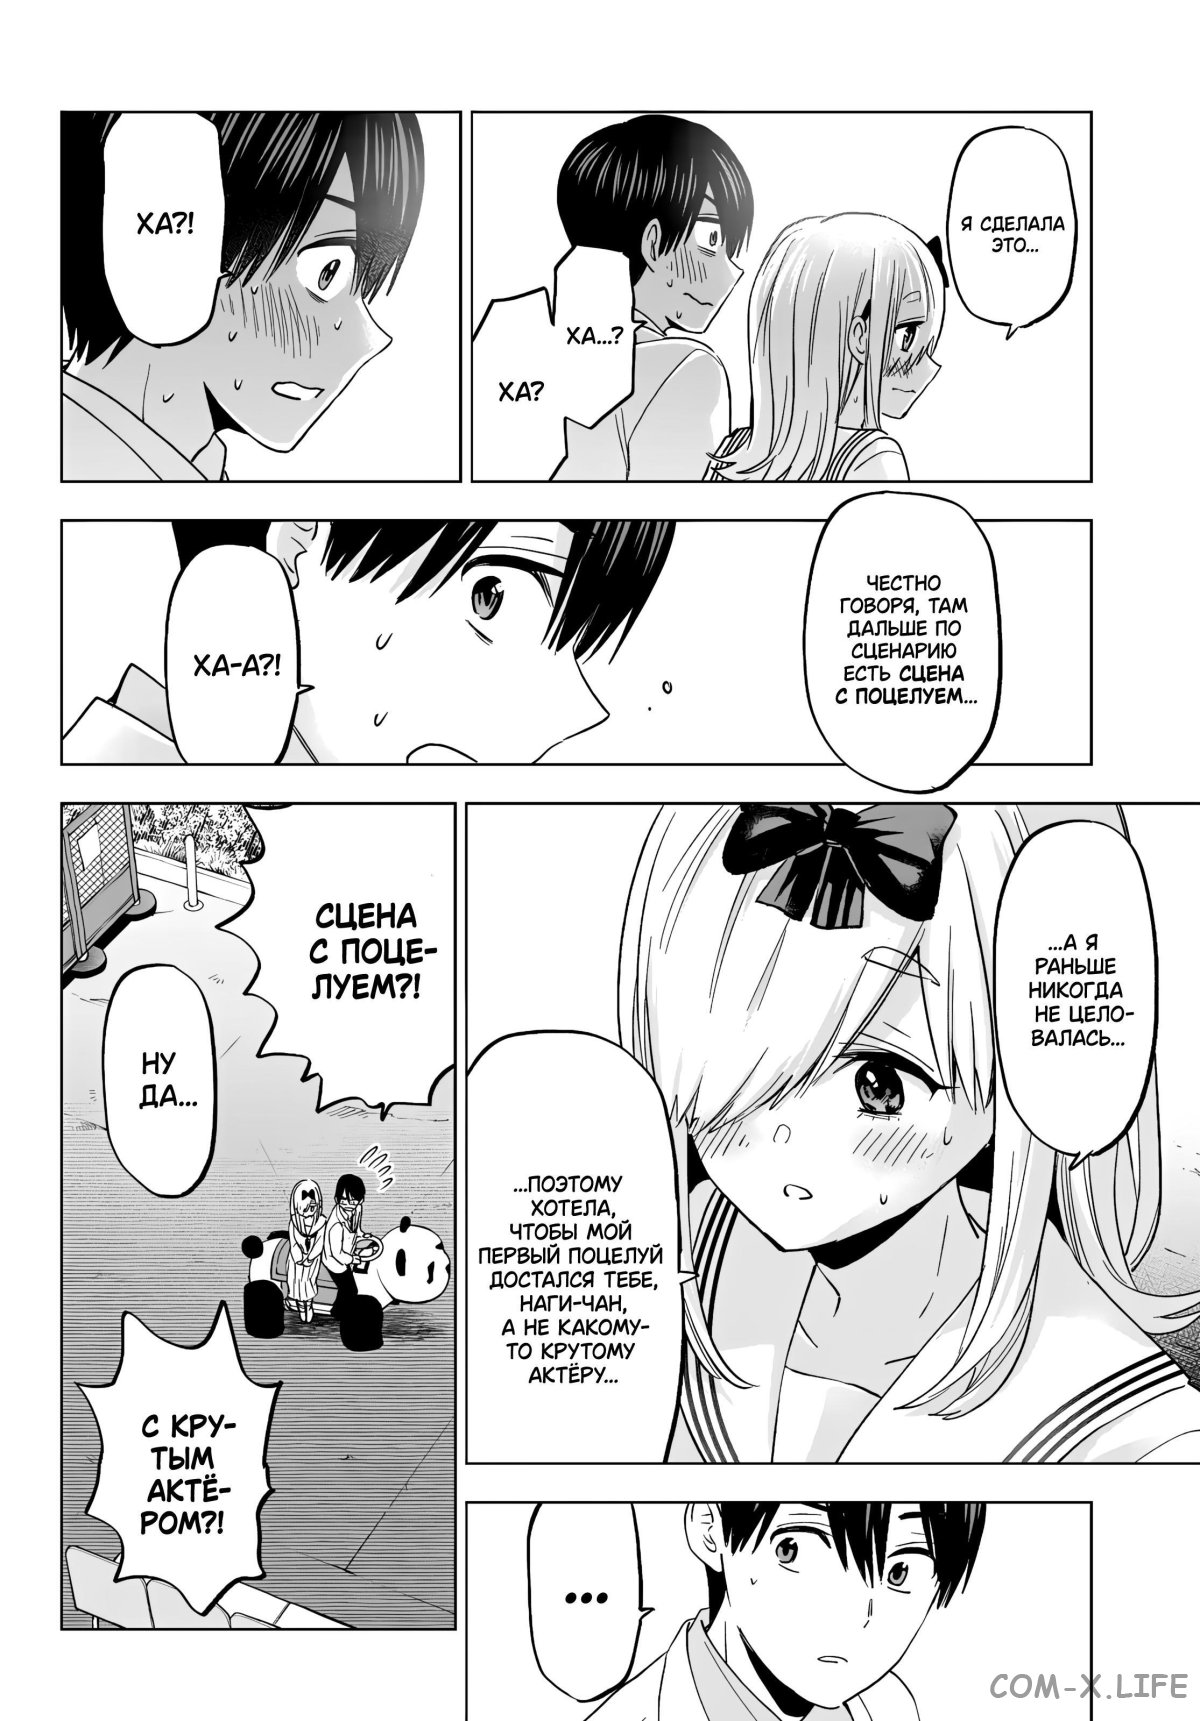 Я СДЕЛАЛА
ЭТО...
ХА...?
ХА?
ХА?!
ЧЕСТНО
ГОВОРЯ, ТАМ
ДАЛЬШЕ ПО
СЦЕНАРИЮ
ЕСТЬ СЦЕНА
С ПОЦЕЛУЕМ...
ХА-А?!
...А Я
РАНЬШЕ
НИКОГДА
НЕ ЦЕЛО-
ВАЛАСЬ...
...ПОЭТОМУ
ХОТЕЛА,
ЧТОБЫ МОЙ
ПЕРВЫЙ ПОЦЕЛУЙ
ДОСТАЛСЯ ТЕБЕ,
НАГИ-ЧАН,
А НЕ КАКОМУ-
ТО КРУТОМУ
АКТЁРУ...
СЦЕНА
С ПОЦЕ-
ЛУЕМ?!
НУ
ДА...
С КРУ-
ТЫМ
АКТЁ-
РОМ?!
...
COM-X.LIFE